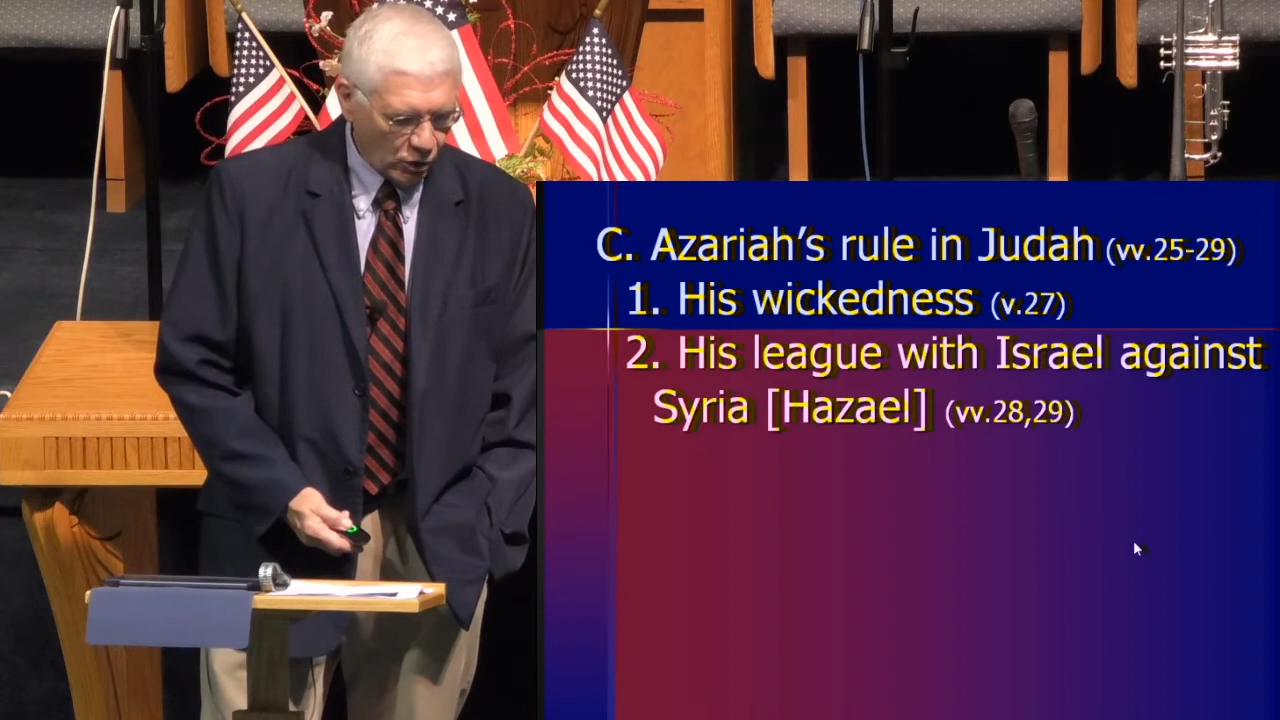 C. Azariah's rule in Judah (vv.25-29)
1. His wickedness (v.27)
2. His league with Israel against
Syria [Hazael] (vv.28,29)